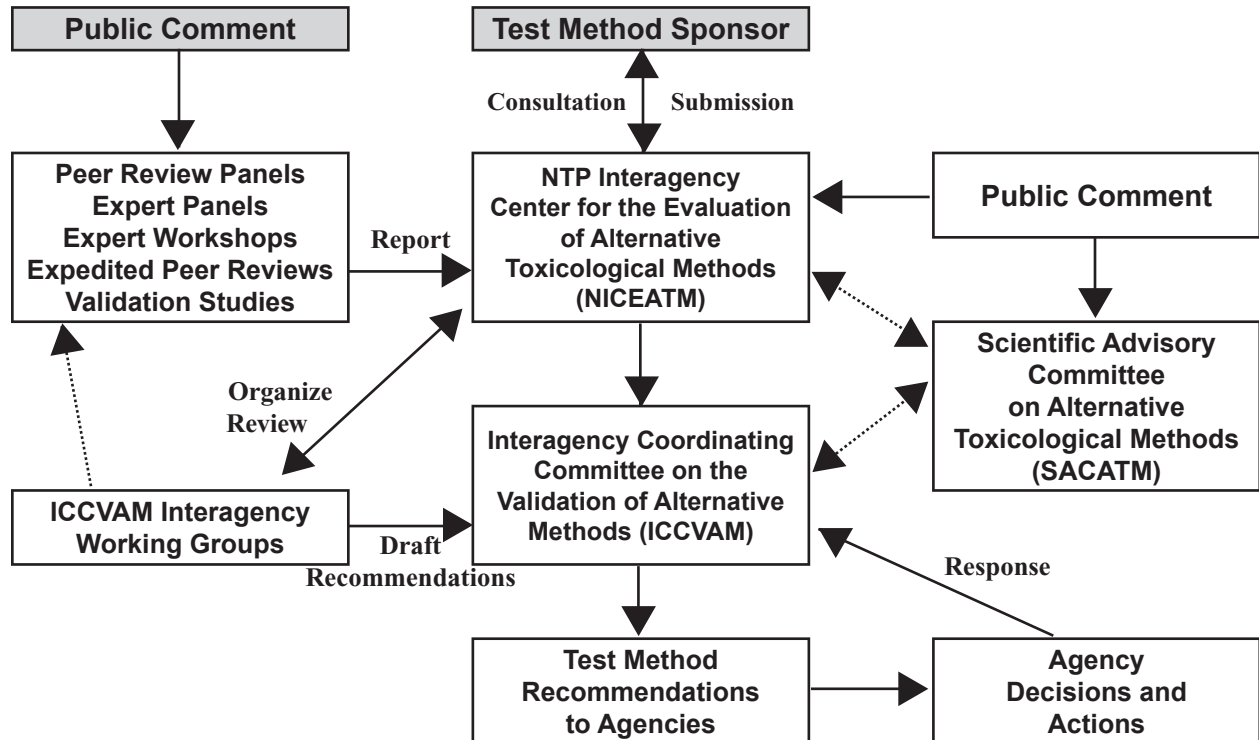 Public Comment
Test Method Sponsor
Consultation
Submission
Peer Review Panels
Expert Panels
Expert Workshops
Expedited Peer Reviews
Validation Studies
Report
NTP Interagency
Center for the Evaluation
of Alternative
Toxicological Methods
(NICEATM)
Public Comment
Scientific Advisory
Committee
on Alternative
Toxicological Methods
(SACATM)
Organize
Review
Interagency Coordinating
Committee on the
Validation of Alternative
Methods (ICCVAM)
ICCVAM Interagency
Working Groups
Draft
Recommendations
Response
Test Method
Recommendations
to Agencies
Agency
Decisions and
Actions